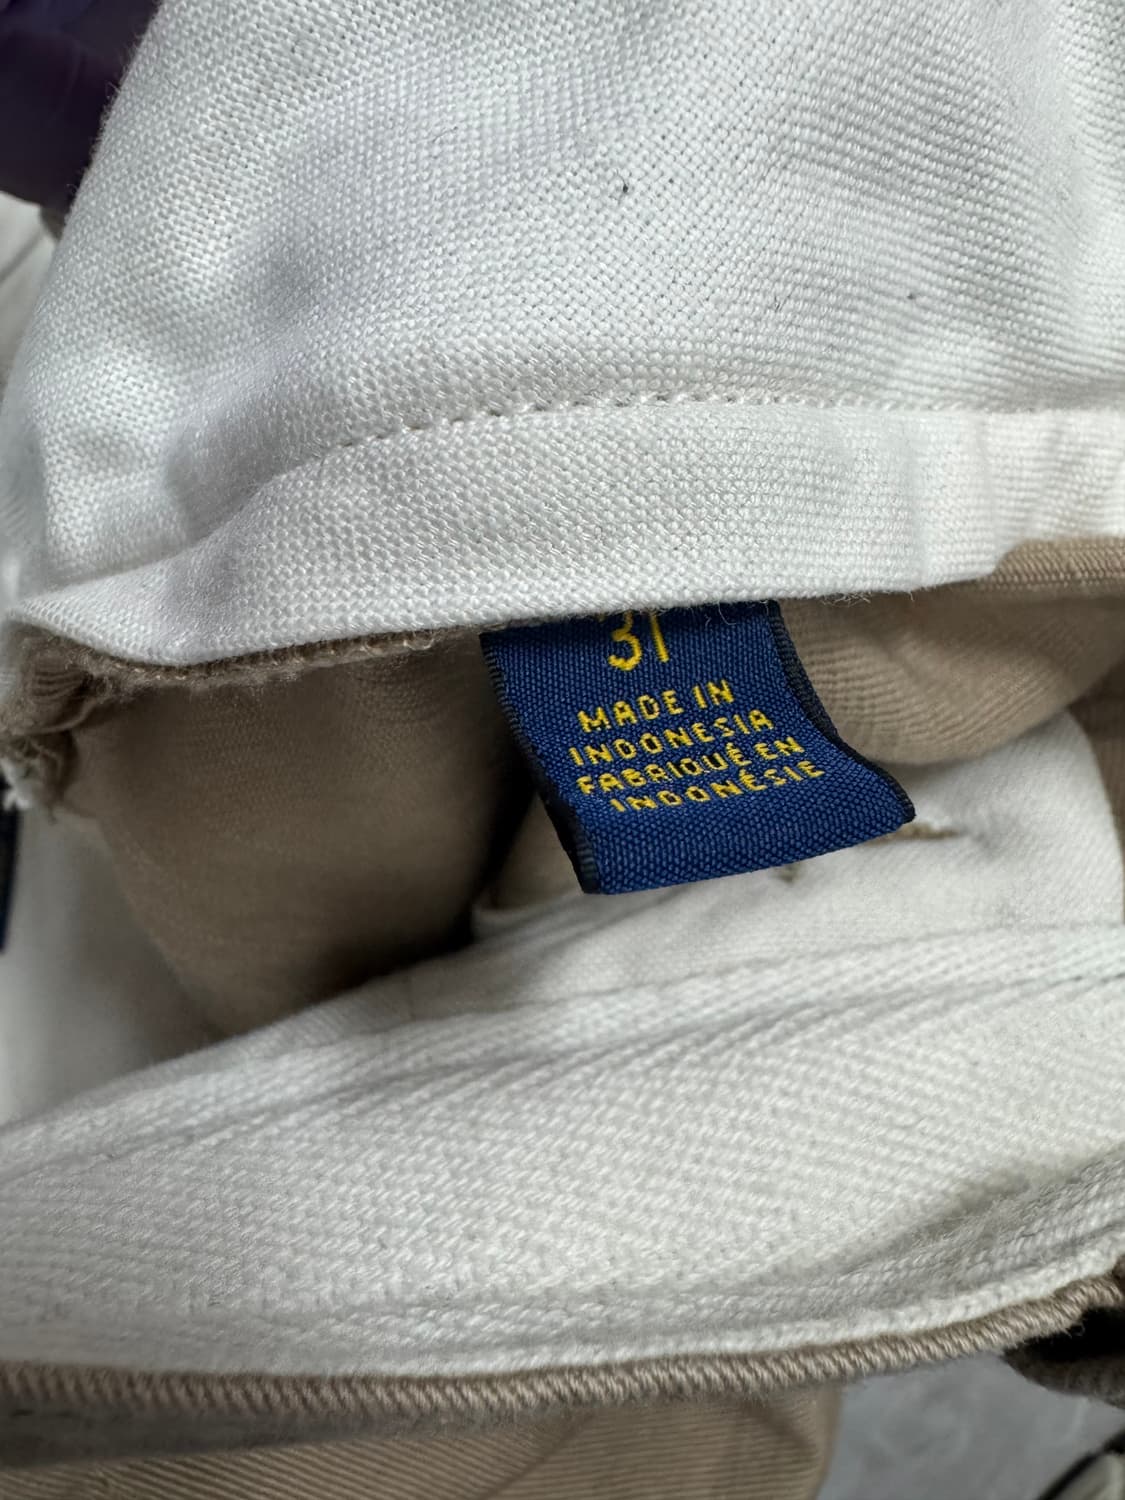 31
MADE IN
INDONESIA
FABRIQUÉ EN
INDONÉSIE